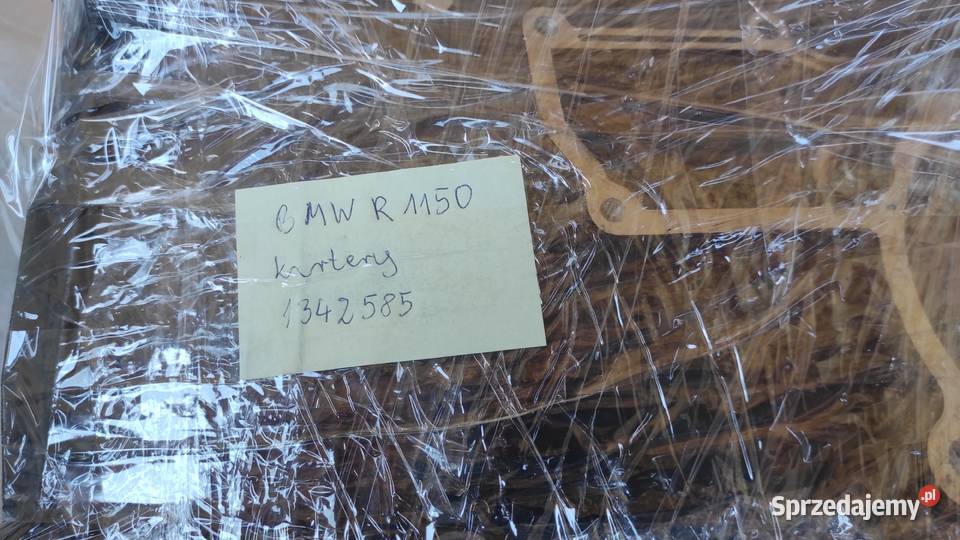 BMW R 1150
kartery
1342585
Sprzedajemy.pl